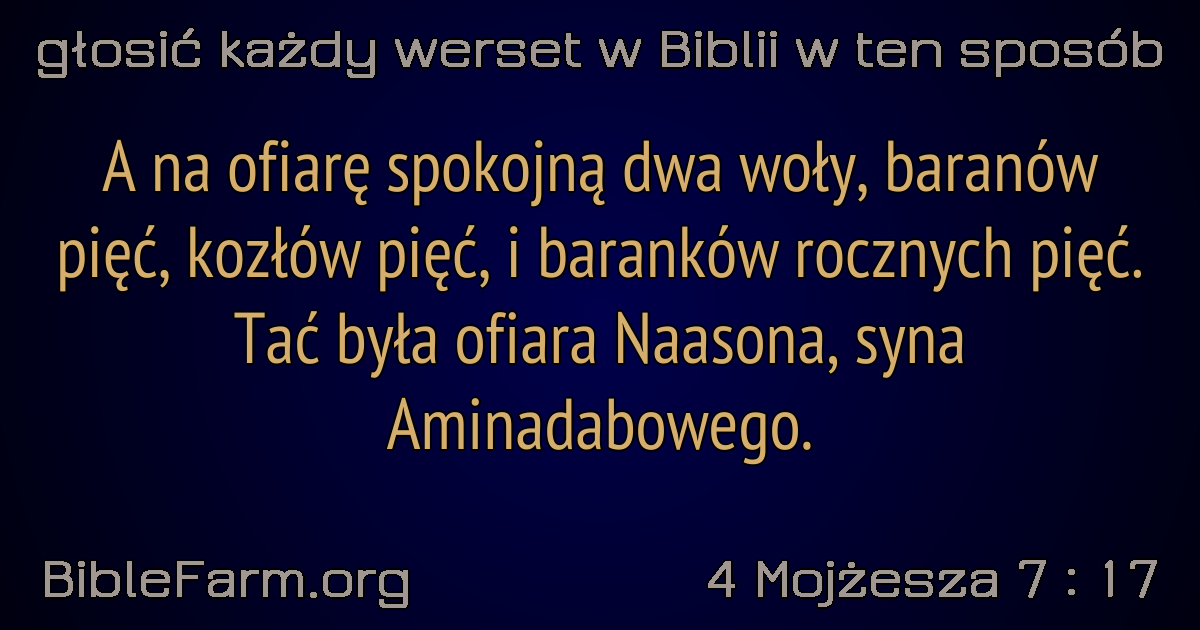 głosić każdy werset w Biblii w ten sposób
A na ofiarę spokojną dwa woły, baranów
pięć, kozłów pięć, i baranków rocznych pięć.
Tać była ofiara Naasona, syna
Aminadabowego.
BibleFarm.org
4 Mojżesza 7 : 17